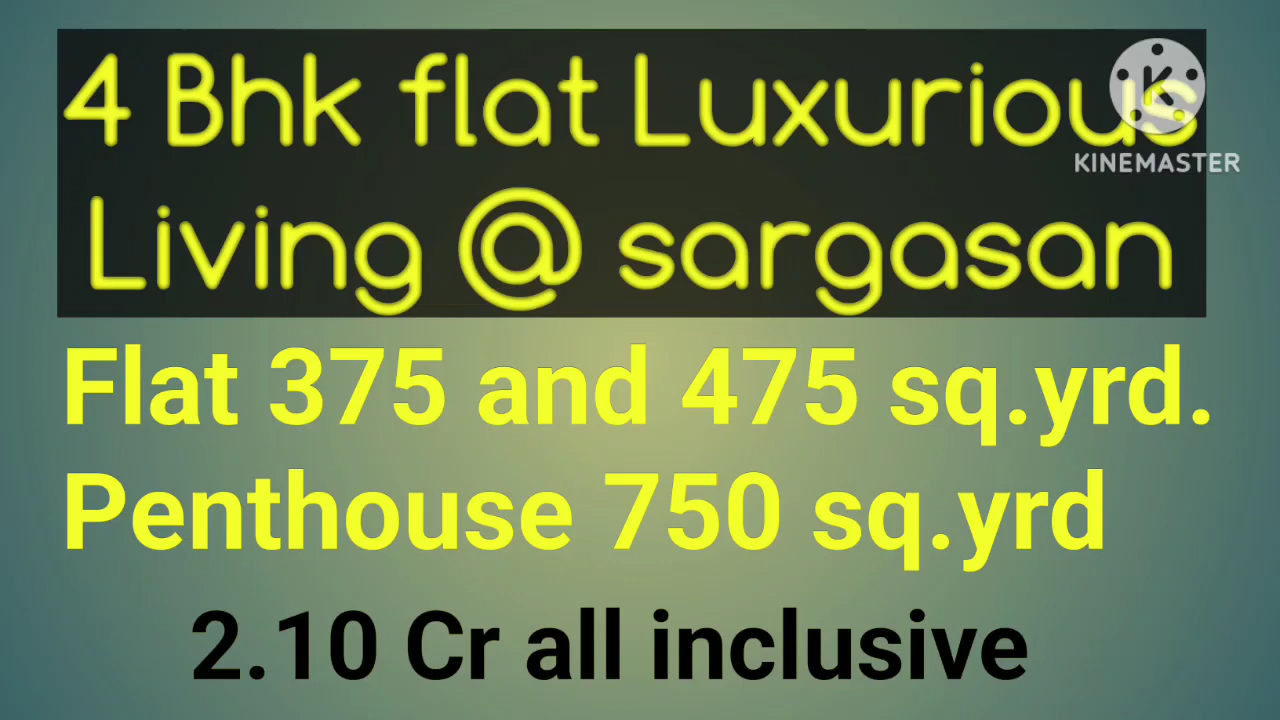 4 Bhk flat Luxurious
Living @ sargasan
KINEMASTER
Flat 375 and 475 sq.yrd.
Penthouse 750 sq.yrd
2.10 Cr all inclusive